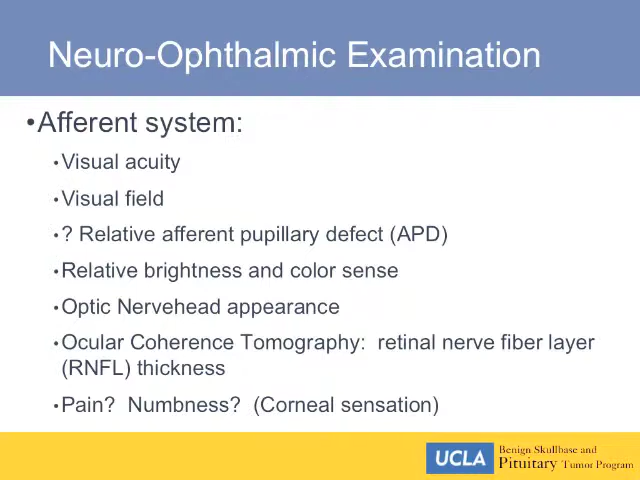 Neuro-Ophthalmic Examination
•Afferent system:
•Visual acuity
•Visual field
•? Relative afferent pupillary defect (APD)
•Relative brightness and color sense
•Optic Nervehead appearance
•Ocular Coherence Tomography:  retinal nerve fiber layer
(RNFL) thickness
•Pain?  Numbness?  (Corneal sensation)
UCLA
Benign Skullbase and
Pituitary Tumor Program